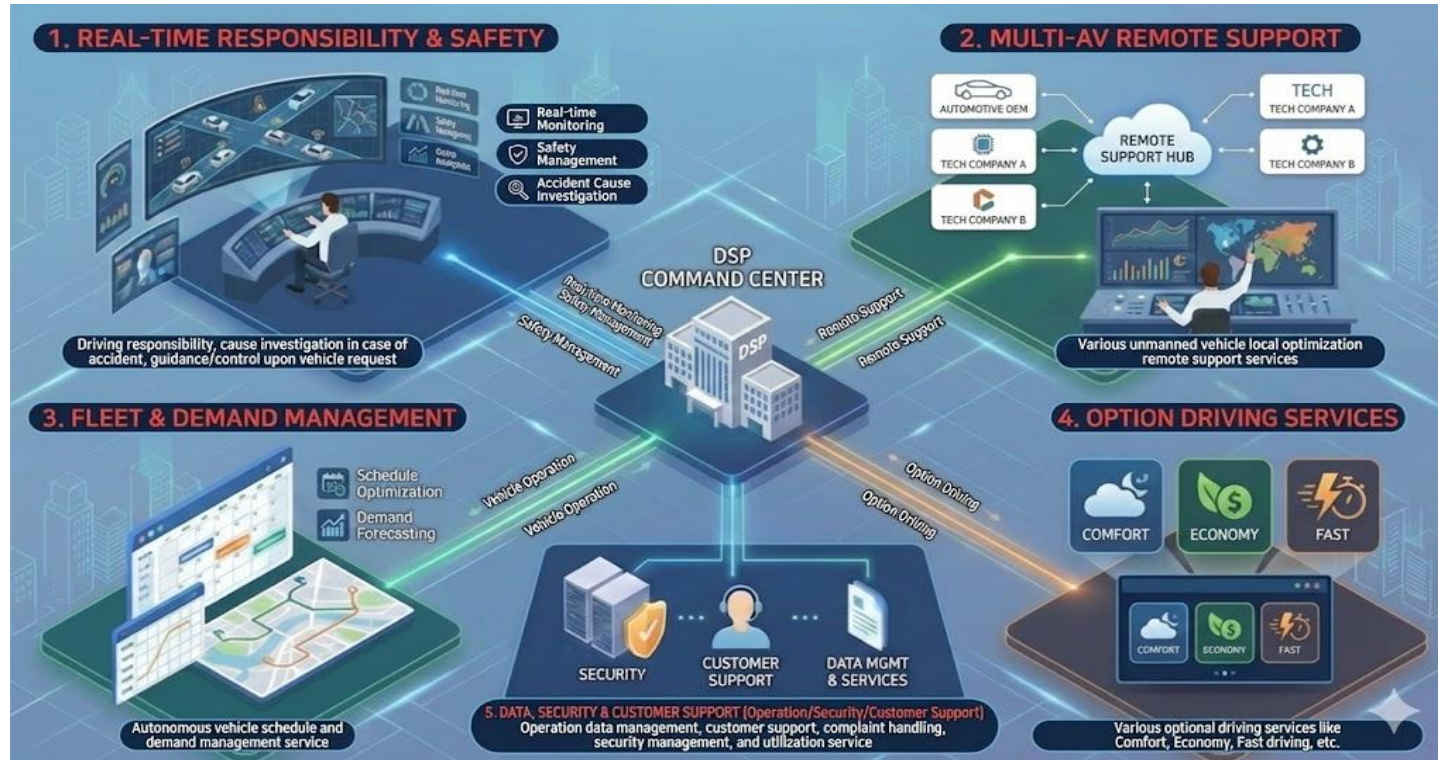 1. REAL-TIME RESPONSIBILITY & SAFETY
Real-time
Monitoring
Safety
Management
Accident Cause
Investigation
Driving responsibility, cause investigation in case of
accident, guidance/control upon vehicle request
2. MULTI-AV REMOTE SUPPORT
AUTOMOTIVE OEM
TECH COMPANY A
TECH COMPANY B
REMOTE
SUPPORT HUB
TECH
TECH COMPANY A
TECH COMPANY B
Various unmanned vehicle local optimization
remote support services
DSP
COMMAND CENTER
DSP
Safety Management
Safety Management
Remote Support
Remote Support
Vehicle Operation
Vehicle Operation
Option Driving
Option Driving
3. FLEET & DEMAND MANAGEMENT
Schedule
Optimization
Demand
Forecssting
Autonomous vehicle schedule and
demand management service
4. OPTION DRIVING SERVICES
COMFORT
ECONOMY
FAST
COMFORT
ECONOMY
FAST
Various optional driving services like
Comfort, Economy, Fast driving, etc.
SECURITY
CUSTOMER
SUPPORT
DATA MGMT
& SERVICES
5. DATA, SECURITY & CUSTOMER SUPPORT (Operation/Security/Customer Support)
Operation data management, customer support, complaint handling,
security management, and utilization service